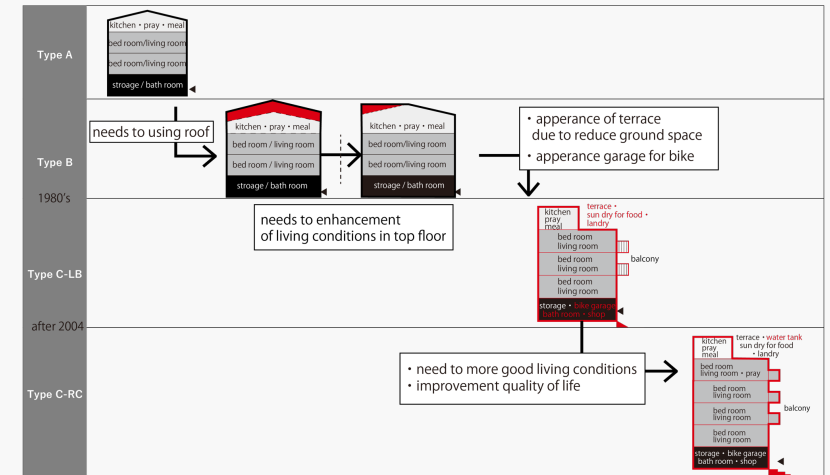 Type A
kitchen・pray・meal
bed room/living room
bed room/living room
stroage / bath room
needs to using roof
Type B
kitchen・pray・meal
bed room / living room
bed room / living room
stroage / bath room
kitchen・pray・meal
bed room/living room
bed room/living room
stroage / bath room
・apperance of terrace
due to reduce ground space
・apperance garage for bike
1980's
needs to enhancement
of living conditions in top floor
Type C-LB
kitchen
pray
meal
terrace・
sun dry for food・
landry
bed room
living room
bed room
living room
bed room
living room
balcony
storage・bike garage
bath room・shop
after 2004
・need to more good living conditions
・improvement quality of life
Type C-RC
kitchen
pray
meal
terrace・water tank
sun dry for food
・landry
bed room
living room・pray
bed room
living room
bed room
living room
bed room
living room
balcony
storage・bike garage
bath room・shop